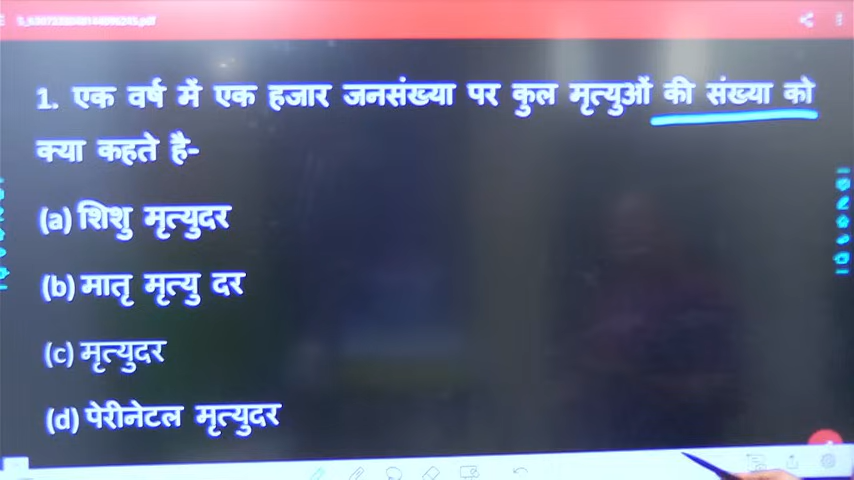 1. एक वर्ष में एक हजार जनसंख्या पर कुल मृत्युओं की संख्या को
क्या कहते है-
(a) शिशु मृत्युदर
(b) मातृ मृत्यु दर
(c) मृत्युदर
(d) पेरीनेटल मृत्युदर